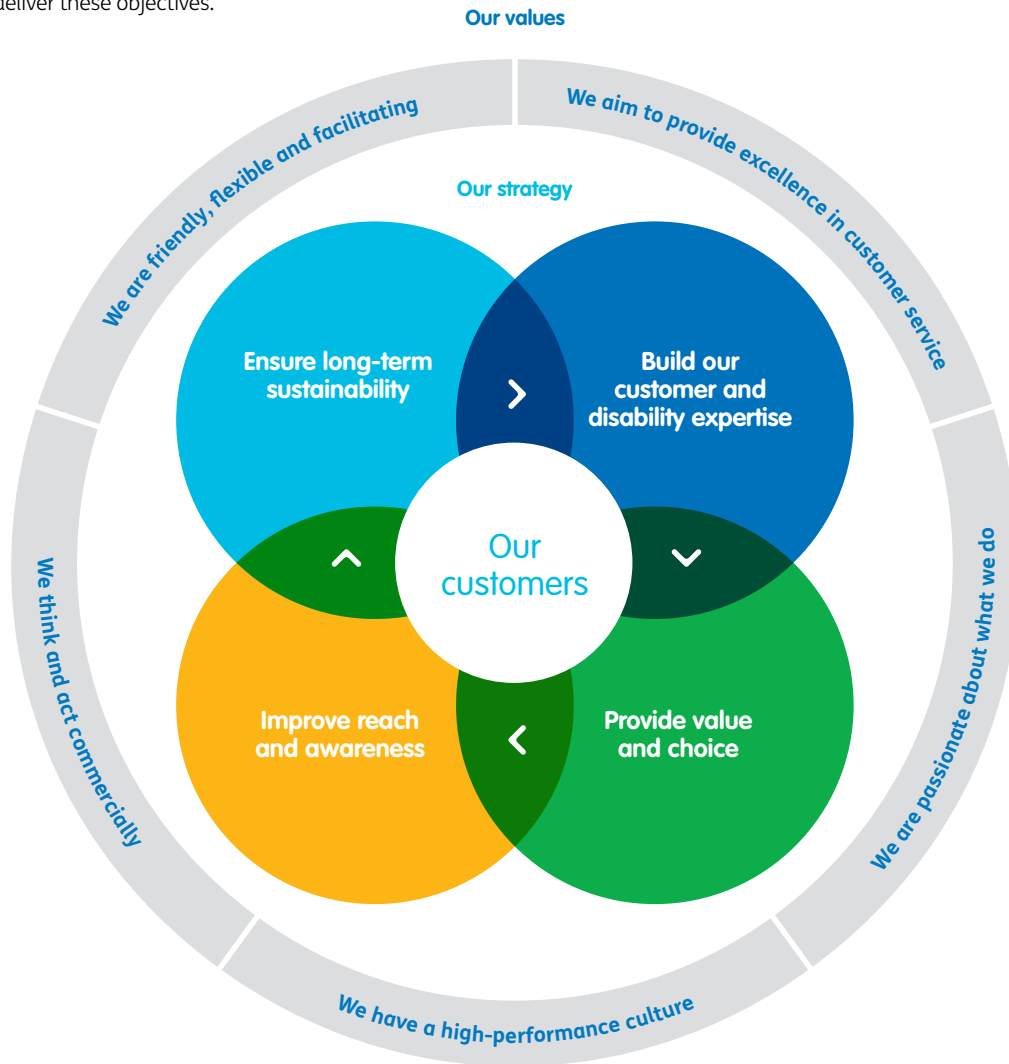 deliver these objectives.
Our values
We are friendly, flexible and facilitating
We aim to provide excellence in customer service
Our strategy
Ensure long-term
sustainability
Build our
customer and
disability expertise
Our
customers
We think and act commercially
We are passionate about what we do
Improve reach
and awareness
Provide value
and choice
We have a high-performance culture